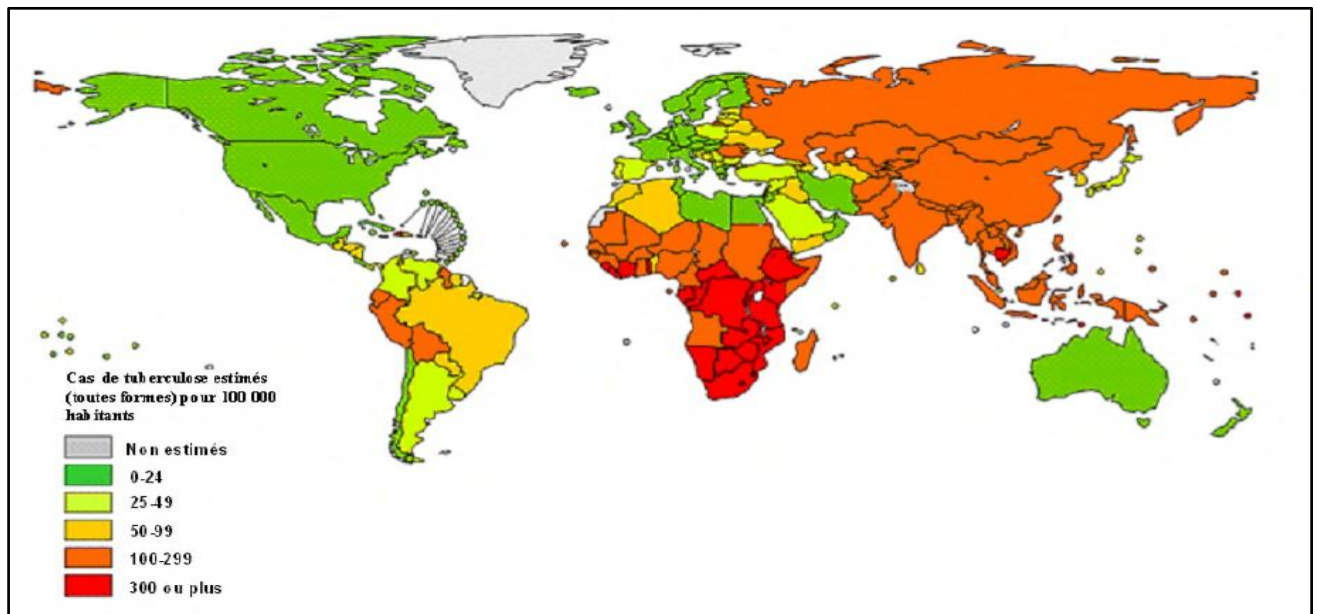 Cas de tuberculose estimés
(toutes formes) pour 100 000
habitants
Non estimés
0-24
25-49
50-99
100-299
300 ou plus